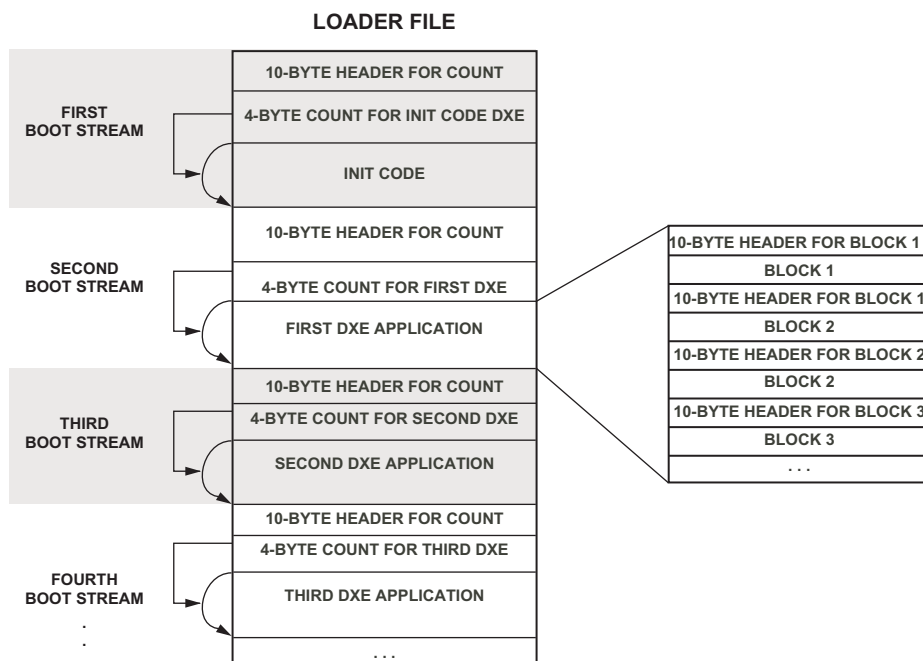 LOADER FILE
FIRST
BOOT STREAM
10-BYTE HEADER FOR COUNT
4-BYTE COUNT FOR INIT CODE DXE
INIT CODE
SECOND
BOOT STREAM
10-BYTE HEADER FOR COUNT
4-BYTE COUNT FOR FIRST DXE
FIRST DXE APPLICATION
THIRD
BOOT STREAM
10-BYTE HEADER FOR COUNT
4-BYTE COUNT FOR SECOND DXE
SECOND DXE APPLICATION
FOURTH
BOOT STREAM
.
.
10-BYTE HEADER FOR COUNT
4-BYTE COUNT FOR THIRD DXE
THIRD DXE APPLICATION
. . .
10-BYTE HEADER FOR BLOCK 1
BLOCK 1
10-BYTE HEADER FOR BLOCK 1
BLOCK 2
10-BYTE HEADER FOR BLOCK 2
BLOCK 2
10-BYTE HEADER FOR BLOCK 3
BLOCK 3
. . .